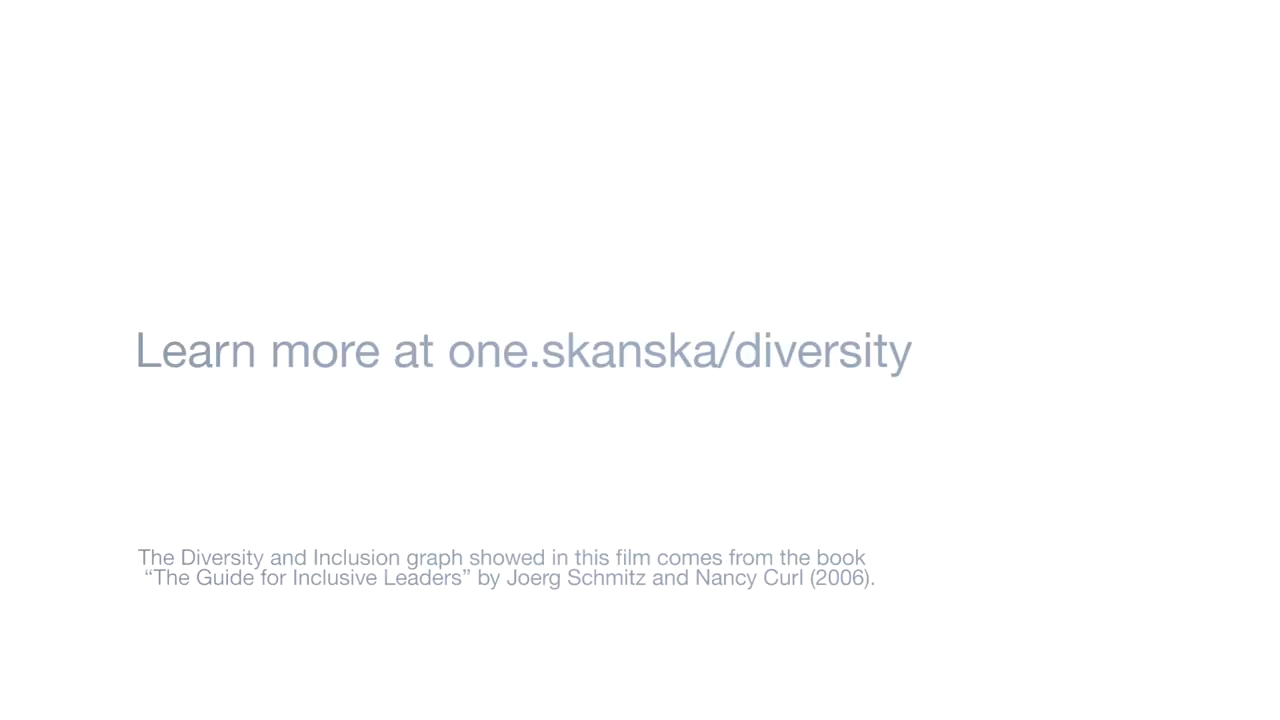 Learn more at one.skanska/diversity
The Diversity and Inclusion graph showed in this film comes from the book
“The Guide for Inclusive Leaders” by Joerg Schmitz and Nancy Curl (2006).